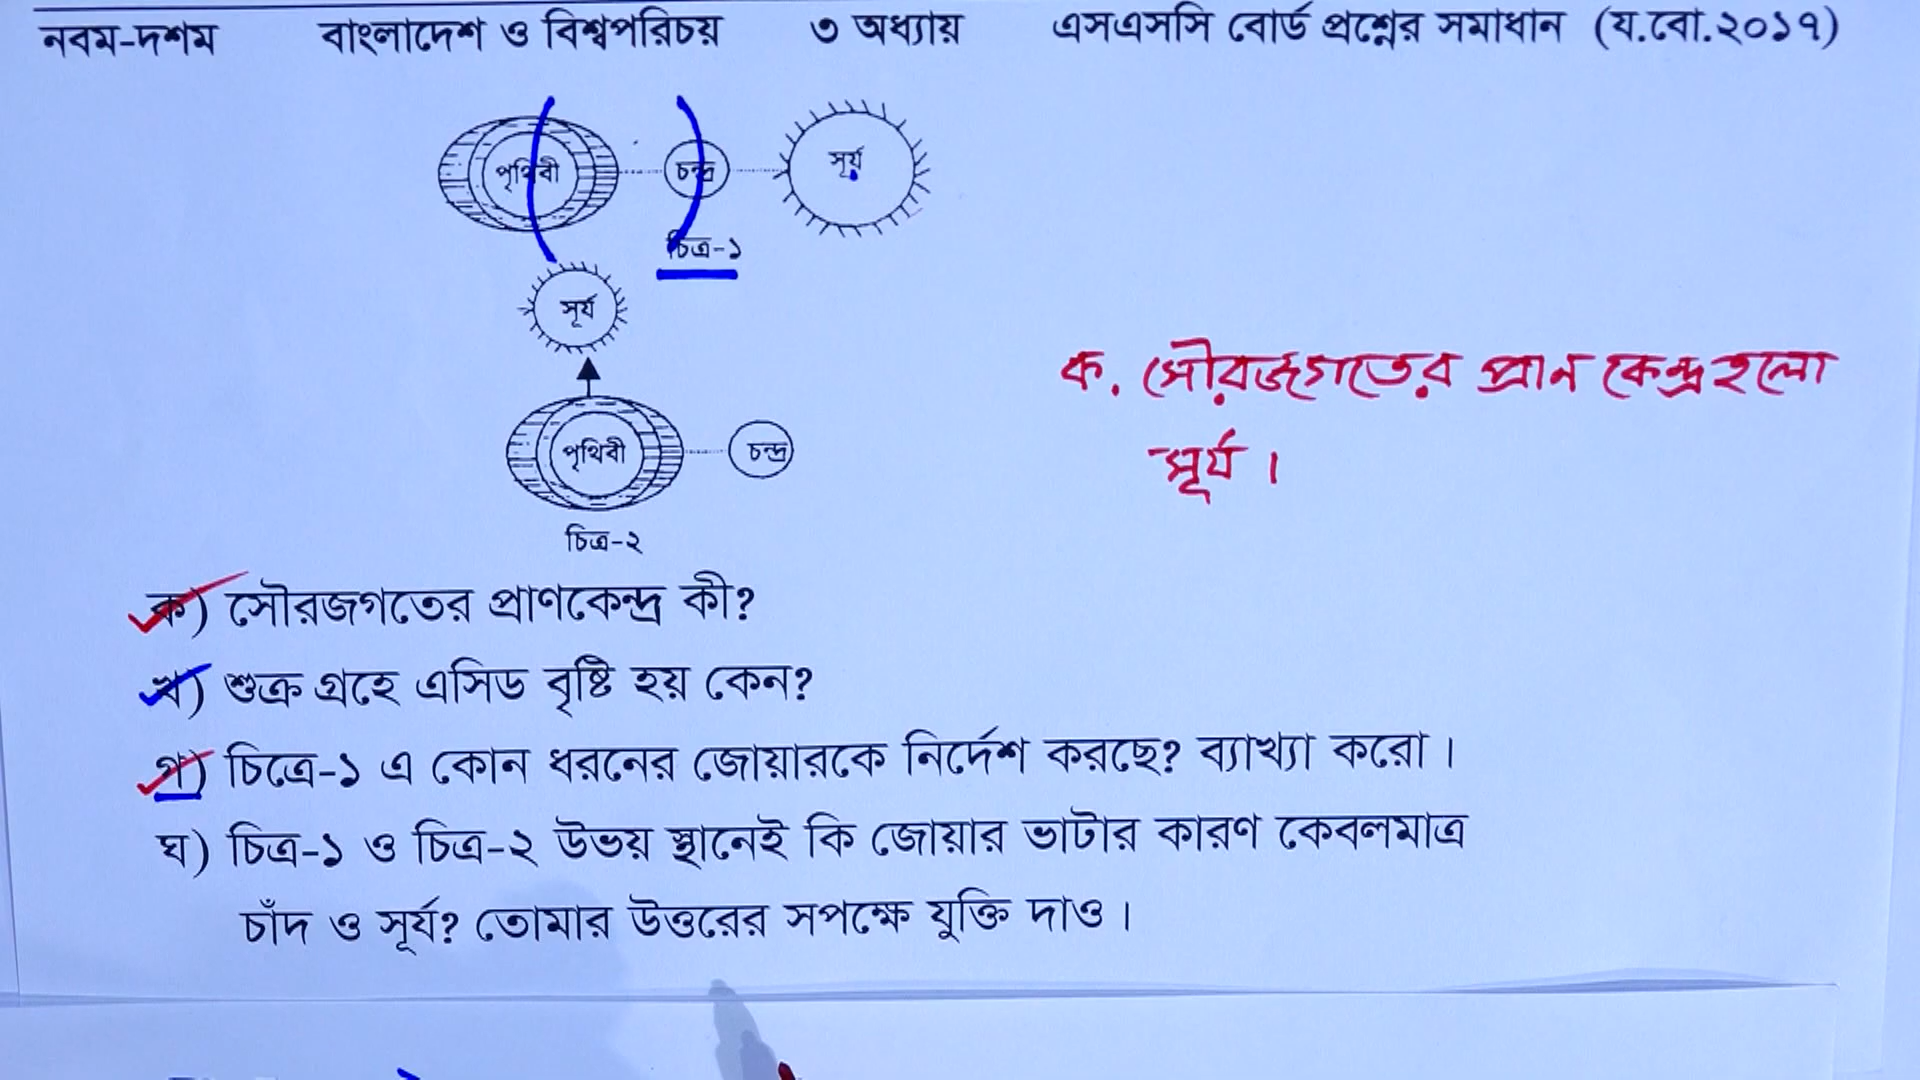 নবম-দশম বাংলাদেশ ও বিশ্বপরিচয় ৩ অধ্যায় এসএসসি বোর্ড প্রশ্নের সমাধান (য.বো.২০১৭)
পৃথিবী চন্দ্র সূর্য
চিত্র-১
সূর্য
পৃথিবী চন্দ্র
চিত্র-২
ক. সৌরজগতের প্রান কেন্দ্র হলো
সূর্য।
ক) সৌরজগতের প্রাণকেন্দ্র কী?
খ) শুক্র গ্রহে এসিড বৃষ্টি হয় কেন?
গ) চিত্রে-১ এ কোন ধরনের জোয়ারকে নির্দেশ করছে? ব্যাখ্যা করো।
ঘ) চিত্র-১ ও চিত্র-২ উভয় স্থানেই কি জোয়ার ভাটার কারণ কেবলমাত্র
চাঁদ ও সূর্য? তোমার উত্তরের সপক্ষে যুক্তি দাও।